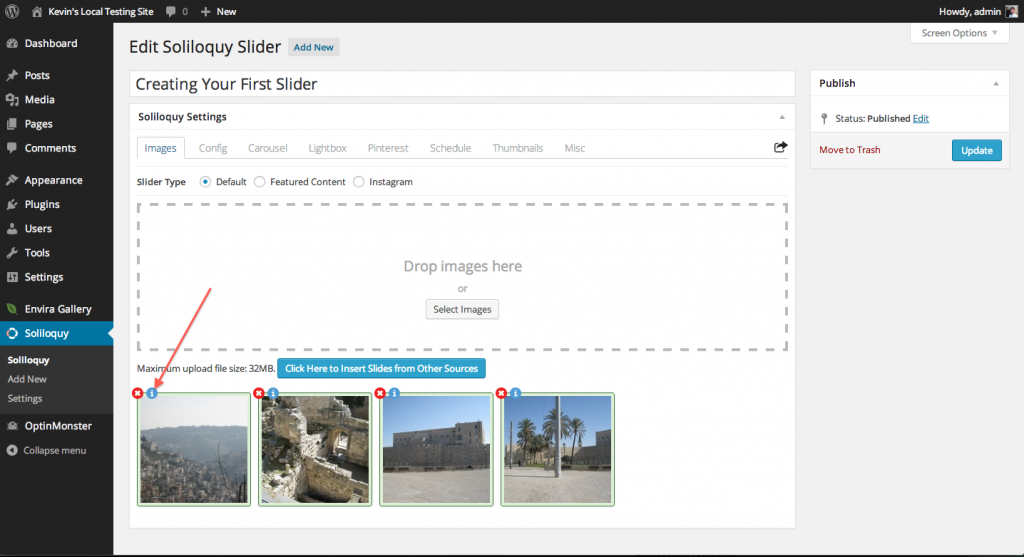 Kevin's Local Testing Site 0 + New Howdy, admin
Screen Options
Dashboard
Posts
Media
Pages
Comments
Appearance
Plugins
Users
Tools
Settings
Envira Gallery
Soliloquy
Soliloquy
Add New
Settings
OptinMonster
Collapse menu
Edit Soliloquy Slider Add New
Creating Your First Slider
Soliloquy Settings
Images Config Carousel Lightbox Pinterest Schedule Thumbnails Misc
Slider Type Default Featured Content Instagram
Drop images here
or
Select Images
Maximum upload file size: 32MB. Click Here to Insert Slides from Other Sources
Publish
Status: Published Edit
Move to Trash Update